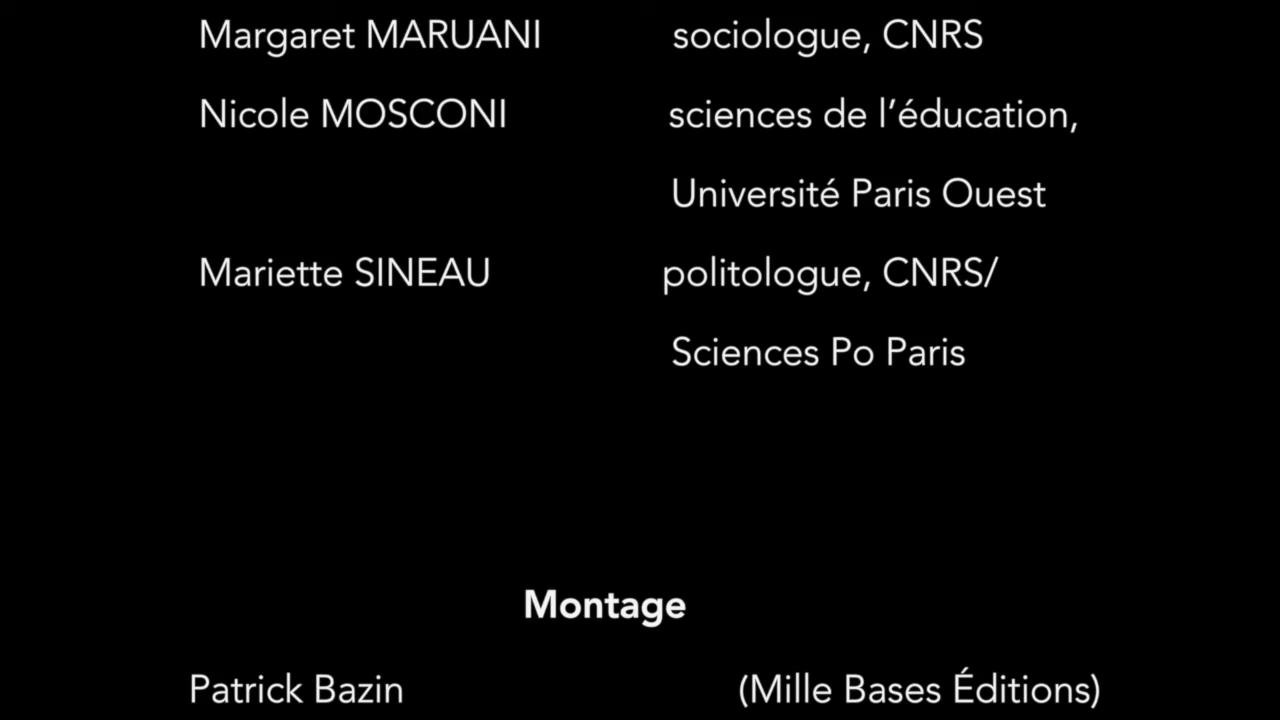 Margaret MARUANI sociologue, CNRS
Nicole MOSCONI sciences de l’éducation,
Université Paris Ouest
Mariette SINEAU politologue, CNRS/
Sciences Po Paris
Montage
Patrick Bazin (Mille Bases Éditions)